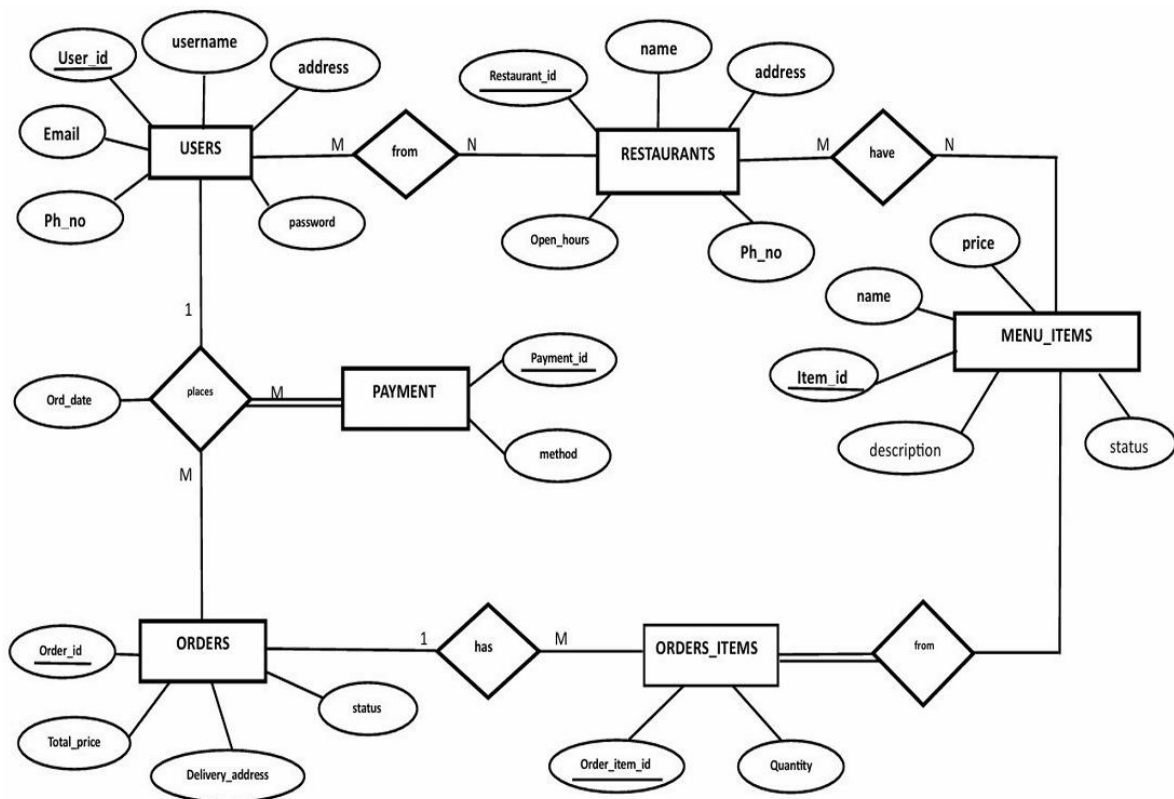 username
name
User_id
address
Restaurant_id
address
Email
USERS
M
from
N
RESTAURANTS
M
have
N
Ph_no
password
Open_hours
Ph_no
price
name
1
MENU_ITEMS
Payment_id
Item_id
Ord_date
places
M
PAYMENT
description
status
method
M
Order_id
ORDERS
1
has
M
ORDERS_ITEMS
from
status
Total_price
Delivery_address
Order_item_id
Quantity